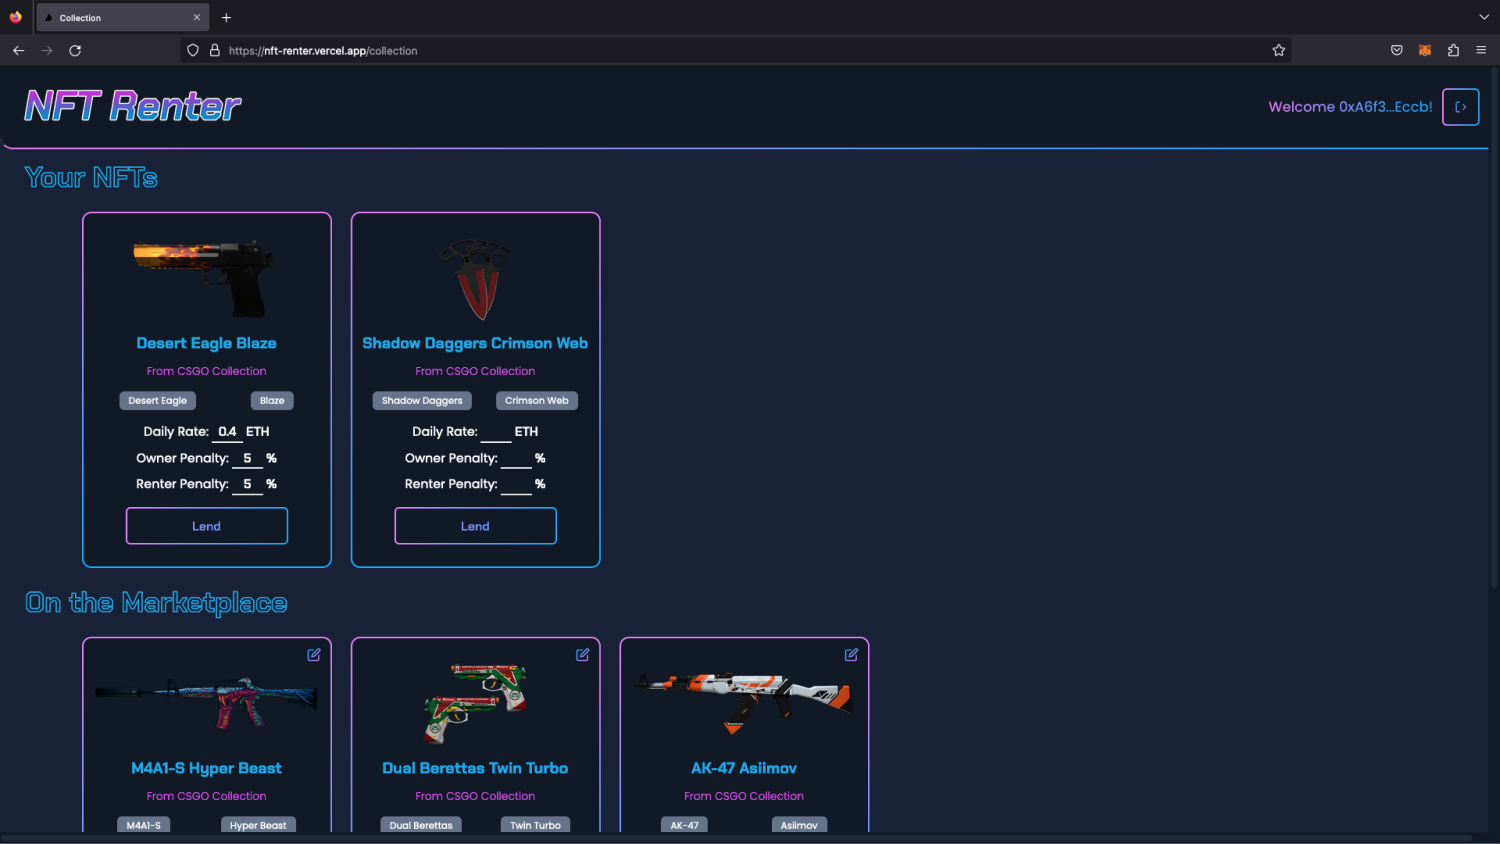 Collection
https://nft-renter.vercel.app/collection
NFT Renter
Welcome 0xA6f3...Eccb!
Your NFTs
Desert Eagle Blaze
From CSGO Collection
Desert Eagle Blaze
Daily Rate: 0.4 ETH
Owner Penalty: 5 %
Renter Penalty: 5 %
Lend
Shadow Daggers Crimson Web
From CSGO Collection
Shadow Daggers Crimson Web
Daily Rate: ETH
Owner Penalty: %
Renter Penalty: %
Lend
On the Marketplace
M4A1-S Hyper Beast
From CSGO Collection
M4A1-S Hyper Beast
Dual Berettas Twin Turbo
From CSGO Collection
Dual Berettas Twin Turbo
AK-47 Asiimov
From CSGO Collection
AK-47 Asiimov